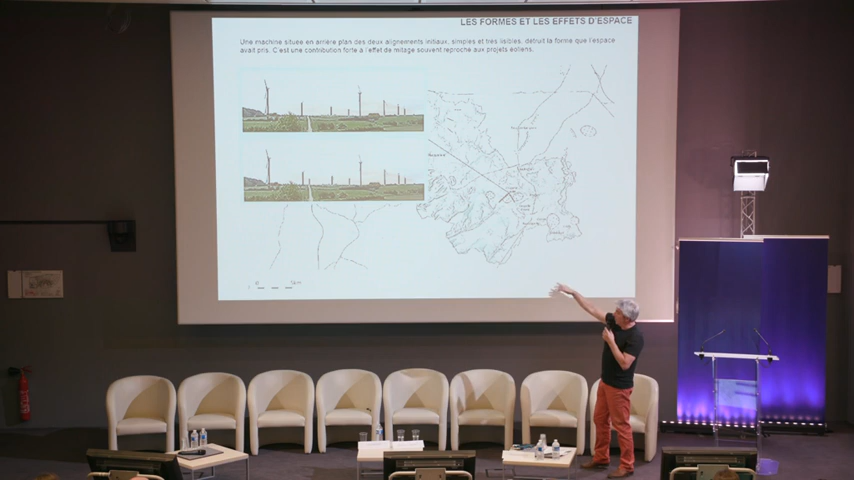 LES FORMES ET LES EFFETS D'ESPACE
Une machine située en arrière plan des deux alignements initiaux, simples et très lisibles, détruit la forme que l'espace
avait pris. C'est une contribution forte à l'effet de mitage souvent reproché aux projets éoliens.